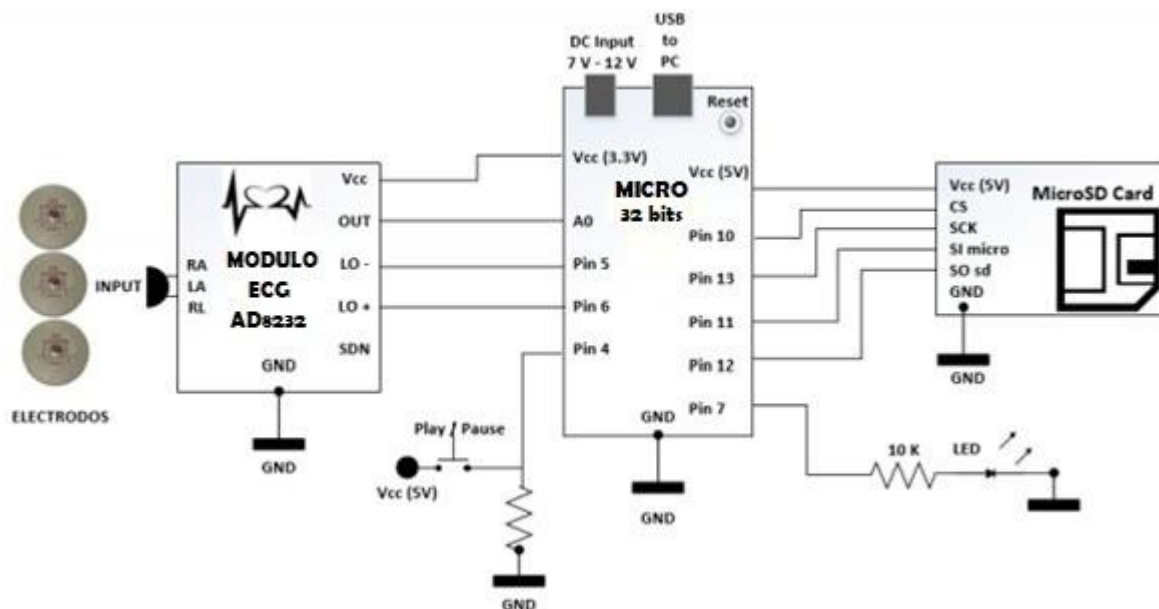 DC Input
7 V - 12 V
USB
to
PC
Reset
Vcc (3.3V)
Vcc (5V)
MICRO
32 bits
A0
Pin 5
Pin 6
Pin 4
Pin 10
Pin 13
Pin 11
Pin 12
Pin 7
GND
GND
Vcc
OUT
LO -
LO +
SDN
MODULO
ECG
AD8232
RA
LA
RL
INPUT
GND
GND
ELECTRODOS
Vcc (5V)
CS
SCK
SI micro
SO sd
GND
MicroSD Card
GND
Play / Pause
Vcc (5V)
GND
10 K
LED